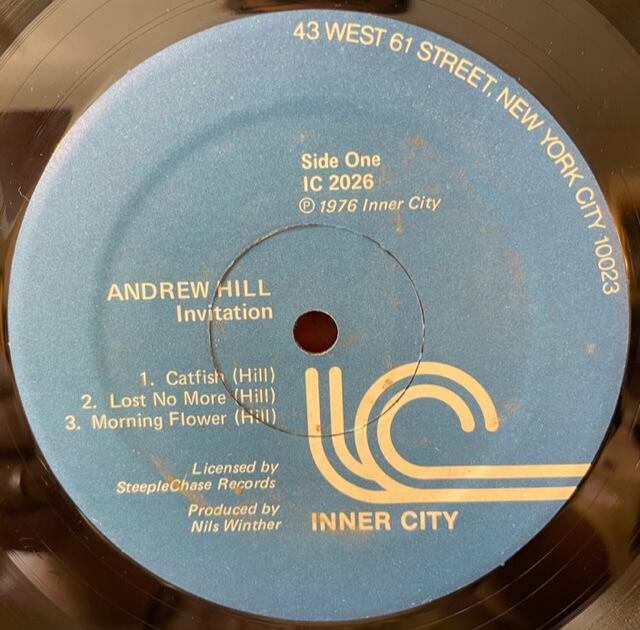 43 WEST 61 STREET, NEW YORK CITY 10023
Side One
IC 2026
Ⓟ 1976 Inner City
ANDREW HILL
Invitation
1. Catfish (Hill)
2. Lost No More (Hill)
3. Morning Flower (Hill)
Licensed by
SteepleChase Records
Produced by
Nils Winther
IC
INNER CITY